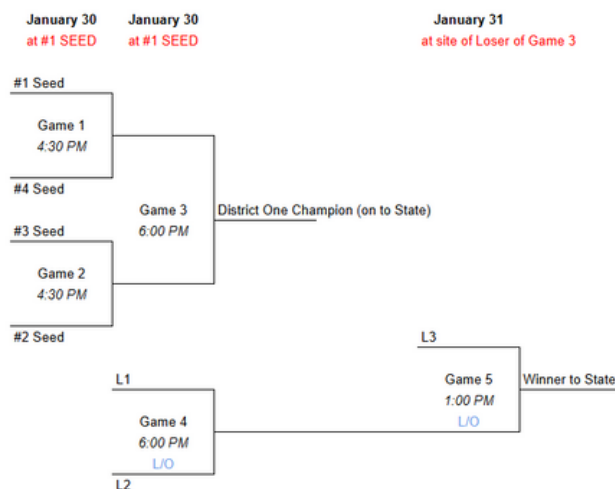 January 30
January 30
January 31
at #1 SEED
at #1 SEED
at site of Loser of Game 3
#1 Seed
Game 1
4:30 PM
#4 Seed
Game 3
6:00 PM
District One Champion (on to State)
#3 Seed
Game 2
4:30 PM
#2 Seed
L3
Game 5
1:00 PM
L/O
Winner to State
L1
Game 4
6:00 PM
L/O
L2